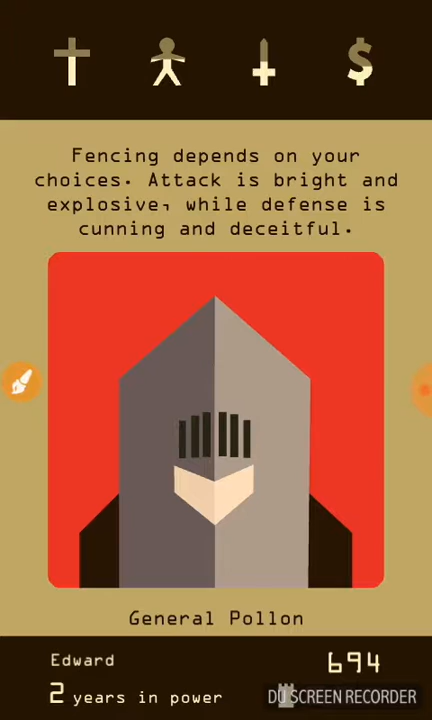 Fencing depends on your
choices. Attack is bright and
explosive, while defense is
cunning and deceitful.
General Pollon
Edward
694
2 years in power
DU SCREEN RECORDER